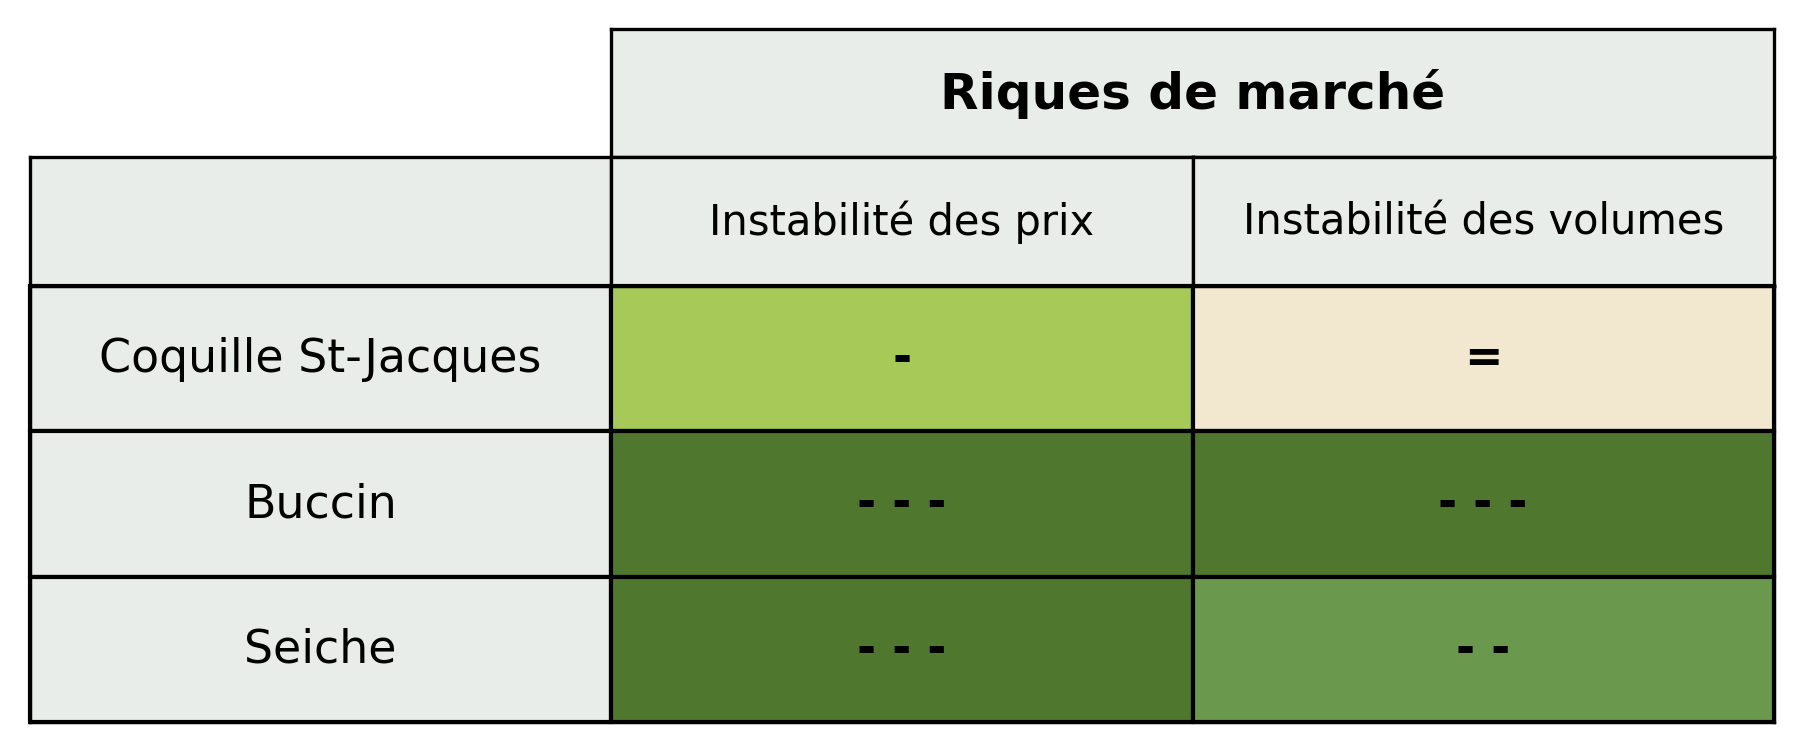 Riques de marché
Instabilité des prix Instabilité des volumes
Coquille St-Jacques - =
Buccin - - - - - -
Seiche - - - - -